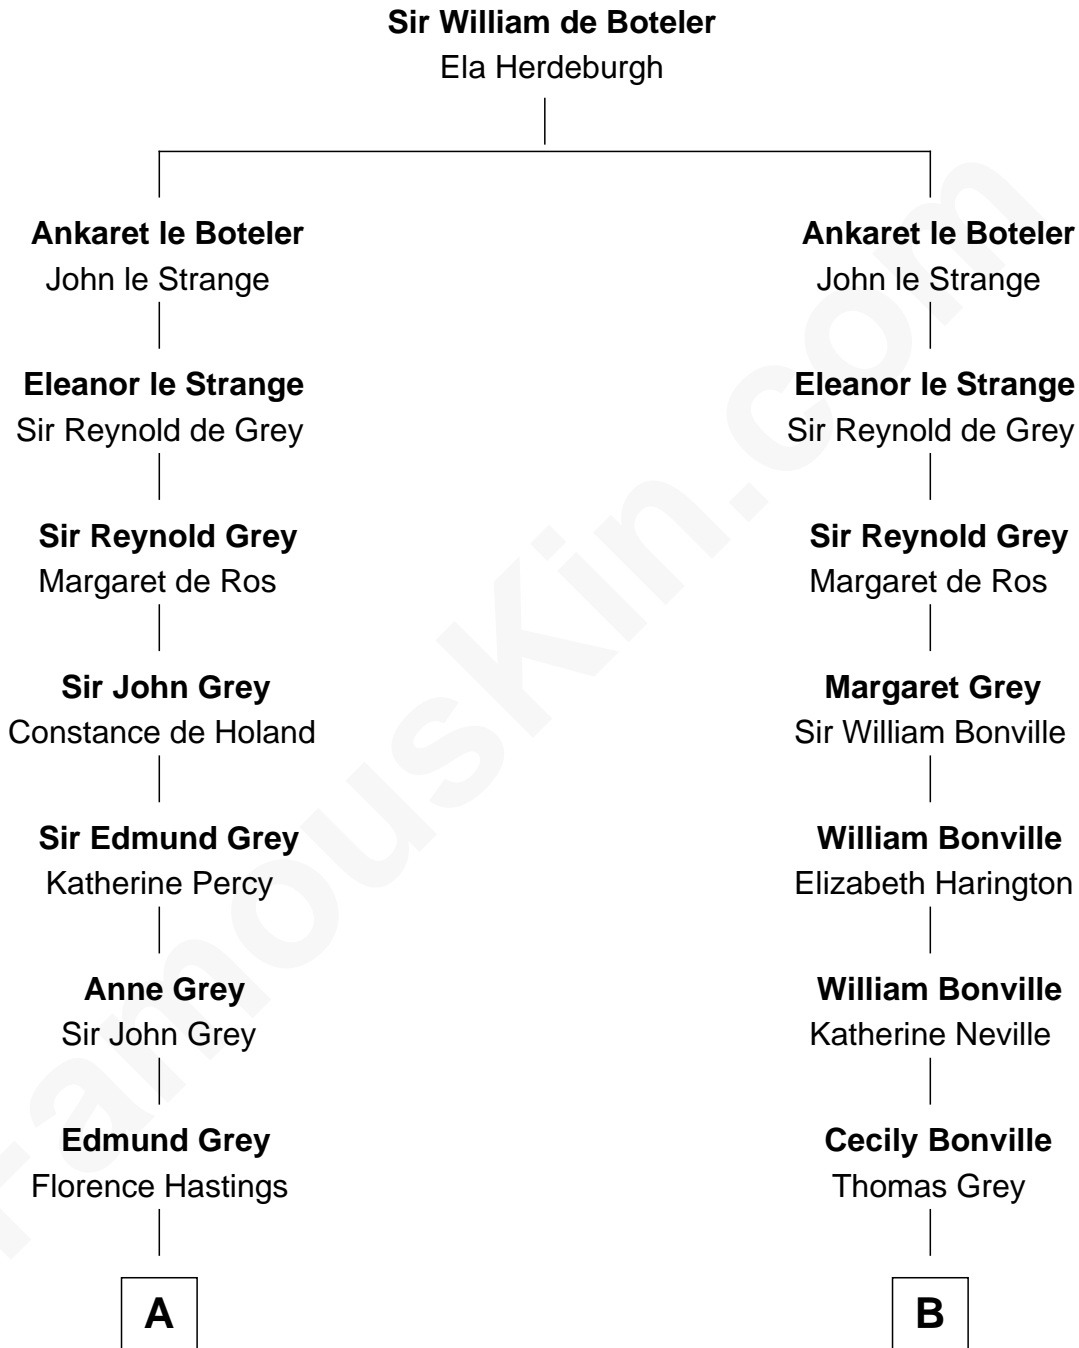 Sir William de Boteler
Ela Herdeburgh
Ankaret le Boteler
John le Strange
Eleanor le Strange
Sir Reynold de Grey
Sir Reynold Grey
Margaret de Ros
Sir John Grey
Constance de Holand
Sir Edmund Grey
Katherine Percy
Anne Grey
Sir John Grey
Edmund Grey
Florence Hastings
A
Ankaret le Boteler
John le Strange
Eleanor le Strange
Sir Reynold de Grey
Sir Reynold Grey
Margaret de Ros
Margaret Grey
Sir William Bonville
William Bonville
Elizabeth Harington
William Bonville
Katherine Neville
Cecily Bonville
Thomas Grey
B
FamousKin.com